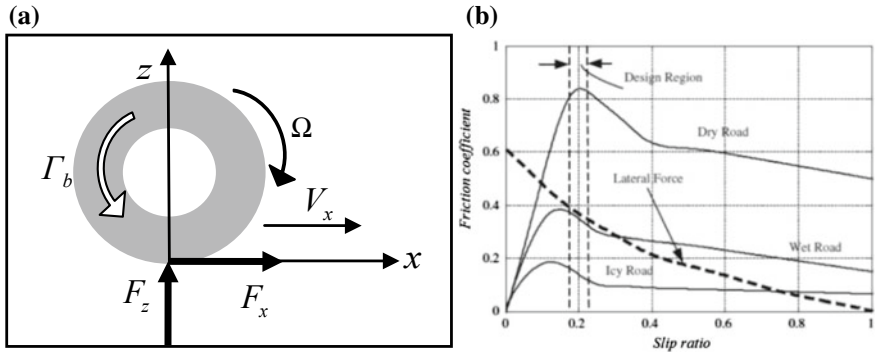 (a)
z
Ω
Γb
Vx
x
Fz
Fx
(b)
1
0.8
0.6
0.4
0.2
0
Friction coefficient
Design Region
Dry Road
Lateral Force
Wet Road
Icy Road
0 0.2 0.4 0.6 0.8 1
Slip ratio